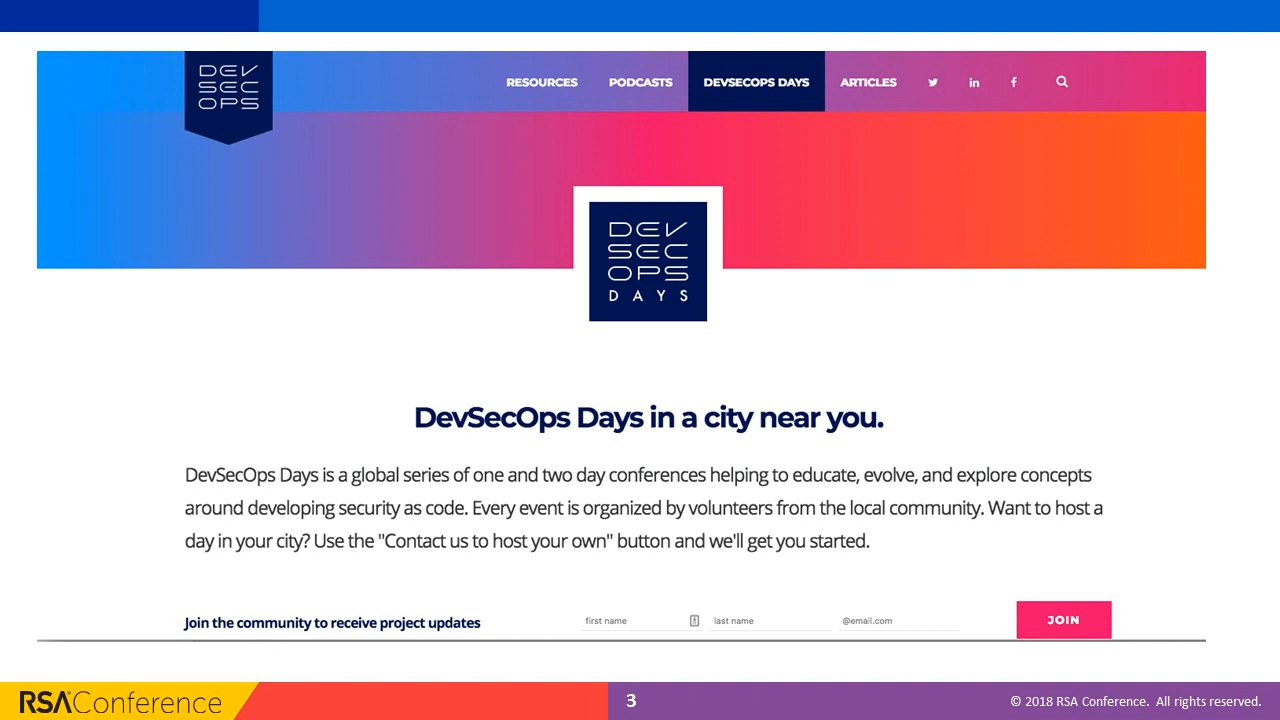 DEV
SEC
OPS
RESOURCES PODCASTS DEVSECOPS DAYS ARTICLES
DEV
SEC
OPS
DAYS
DevSecOps Days in a city near you.
DevSecOps Days is a global series of one and two day conferences helping to educate, evolve, and explore concepts
around developing security as code. Every event is organized by volunteers from the local community. Want to host a
day in your city? Use the "Contact us to host your own" button and we'll get you started.
Join the community to receive project updates first name last name @email.com JOIN
RSA Conference 3 © 2018 RSA Conference. All rights reserved.